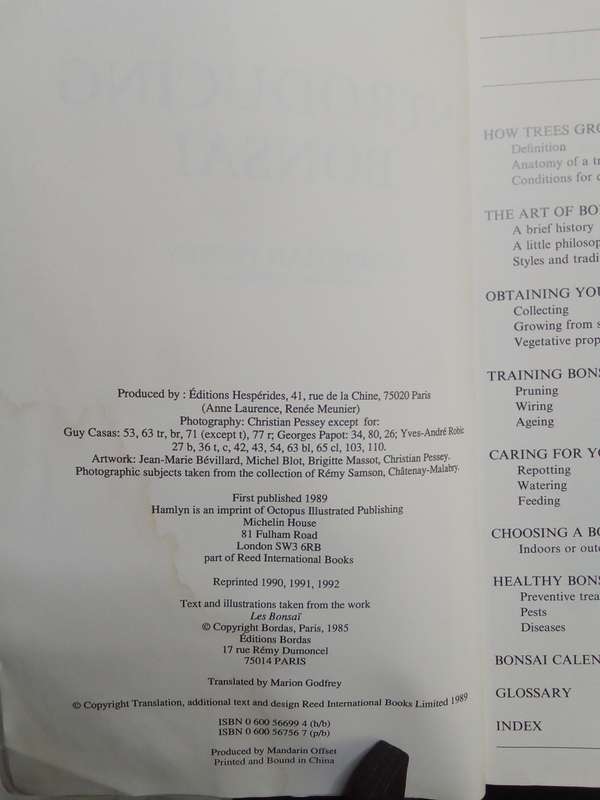 Produced by : Éditions Hespérides, 41, rue de la Chine, 75020 Paris
(Anne Laurence, Renée Meunier)
Photography: Christian Pessey except for:
Guy Casas: 53, 63 tr, br, 71 (except t), 77 r; Georges Papot: 34, 80, 26; Yves-André Robic
27 b, 36 t, c, 42, 43, 54, 63 bl, 65 cl, 103, 110.
Artwork: Jean-Marie Bévillard, Michel Blot, Brigitte Massot, Christian Pessey.
Photographic subjects taken from the collection of Rémy Samson, Châtenay-Malabry.
First published 1989
Hamlyn is an imprint of Octopus Illustrated Publishing
Michelin House
81 Fulham Road
London SW3 6RB
part of Reed International Books
Reprinted 1990, 1991, 1992
Text and illustrations taken from the work
Les Bonsaï
© Copyright Bordas, Paris, 1985
Éditions Bordas
17 rue Rémy Dumoncel
75014 PARIS
Translated by Marion Godfrey
© Copyright Translation, additional text and design Reed International Books Limited 1989
ISBN 0 600 56699 4 (h/b)
ISBN 0 600 56756 7 (p/b)
Produced by Mandarin Offset
Printed and Bound in China
HOW TREES GRO
Definition
Anatomy of a tr
Conditions for
THE ART OF BO
A brief history
A little philosop
Styles and tradi
OBTAINING YOU
Collecting
Growing from s
Vegetative prop
TRAINING BONS
Pruning
Wiring
Ageing
CARING FOR YO
Repotting
Watering
Feeding
CHOOSING A BO
Indoors or outd
HEALTHY BONS
Preventive trea
Pests
Diseases
BONSAI CALEN
GLOSSARY
INDEX